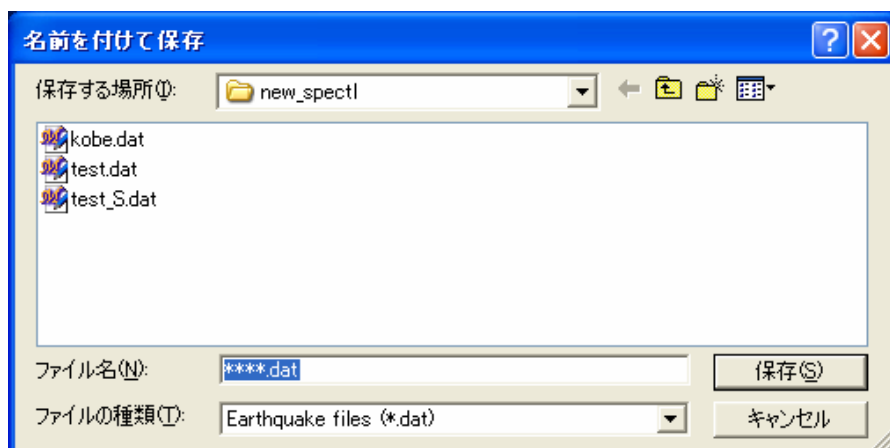 名前を付けて保存
保存する場所(I): new_spectl
kobe.dat
test.dat
test_S.dat
ファイル名(N): ****.dat 保存(S)
ファイルの種類(T): Earthquake files (*.dat) キャンセル